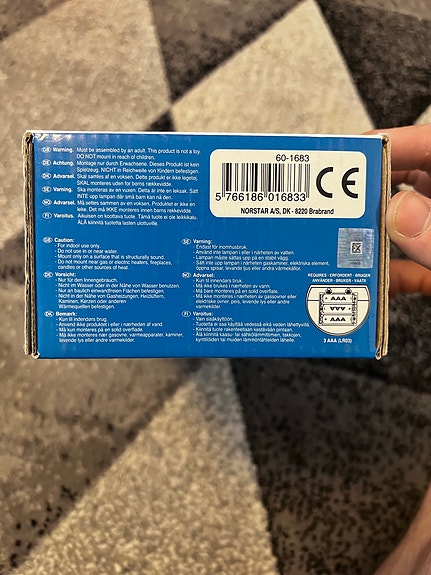 GB Warning. Must be assembled by an adult. This product is not a toy.
DO NOT mount in reach of children.
DE Achtung. Montage nur durch Erwachsene. Dieses Produkt ist kein
Spielzeug. NICHT in Reichweite von Kindern befestigen.
DK Advarsel. Skal samles af en voksen. Dette produkt er ikke legetøj.
SKAL monteres uden for børns rækkevidde.
SE Varning. Ska monteras av en vuxen. Detta är en leksak. Sätt
INTE upp lampan där små barn kan nå den.
NO Advarsel. Må selles sammen av en voksen. Produktet er ikke en
leke. Det må IKKE monteres innen barns rekkevidde.
FI Varoitus. Aikuisen on koottava tuote. Tämä tuote ei ole leikkikalu.
ÄLÄ kiinnitä tuotetta lasten ulottuville.
60-1683
5 766186 016833
CE
NORSTAR A/S, DK - 8220 Brabrand
GB Caution:
- For indoor use only.
- Do not use in or near water.
- Mount only on a surface that is structurally sound.
- Do not mount near gas or electric heaters, fireplaces,
candles or other sources of heat.
DE Vorsicht:
- Nur für den Innengebrauch.
- Nicht im Wasser oder in der Nähe von Wasser benutzen.
- Nur an baulich einwandfreien Flächen befestigen.
- Nicht in der Nähe von Gasheizungen, Heizlüftern,
Kaminen, Kerzen oder anderen
Wärmequellen befestigen.
DK Bemærk:
- Kun til indendørs brug.
- Anvend ikke produktet i eller i nærheden af vand
- Må kun monteres på en solid overflade.
- Må ikke monteres nær gasovne, varmeapparater, kaminer,
levende lys eller andre varmekilder.
SE Varning:
- Endast för inomhusbruk.
- Använd inte lampan i eller i närheten av vatten.
- Lampan måste sättas upp på en stabil vägg.
- Sätt inte upp lampan i närheten gaskaminer, elektriska element,
öppna spisar, levande ljus eller andra värmekällor.
NO Advarsel:
- Kun til innendørs bruk.
- Må ikke brukes i nærheten av vann.
- Må bare monteres på en solid overflate.
- Må ikke monteres i nærheten av gassovner eller
elektriske ovner, peis, levende lys eller andre varmekilder.
FI Varoitus:
- Vain sisäkäyttöön.
- Tuotetta ei saa käyttää vedessä eikä veden lähettyvillä.
- Kiinnitä tuote rakenteeltaan kestävään pintaan.
- Älä kiinnitä kaasu- tai sähkölämmittimen, takkojen,
kynttilöiden tai muiden lämmönlähteiden lähelle.
REQUIRES - ERFORDERT - BRUGER
ANVÄNDER - BRUKER - VAATII
AAA
AAA
AAA
3 AAA (LR03)